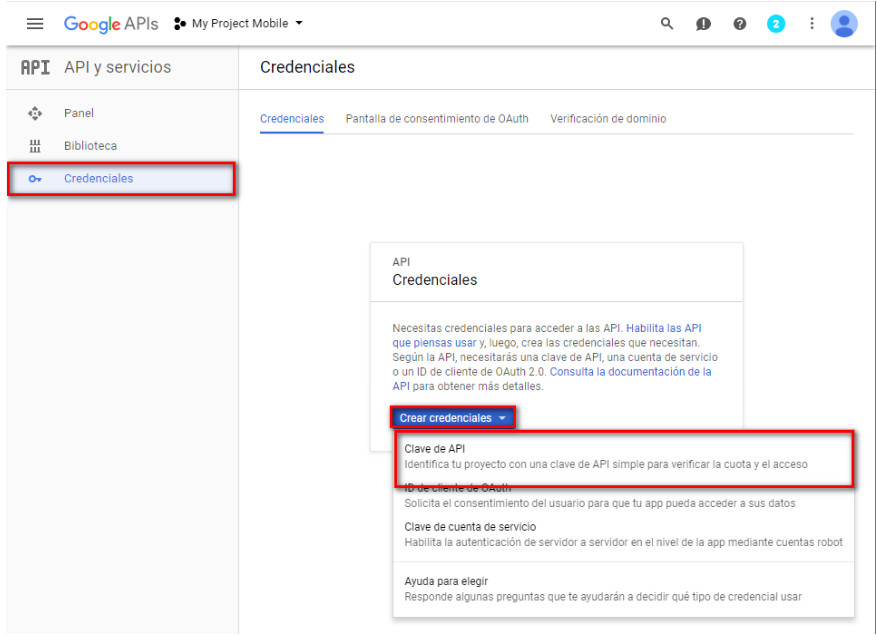 Google APIs My Project Mobile
2
API API y servicios
Credenciales
Panel
Biblioteca
Credenciales
Credenciales Pantalla de consentimiento de OAuth Verificación de dominio
API
Credenciales
Necesitas credenciales para acceder a las API. Habilita las API
que piensas usar y, luego, crea las credenciales que necesitan.
Según la API, necesitarás una clave de API, una cuenta de servicio
o un ID de cliente de OAuth 2.0. Consulta la documentación de la
API para obtener más detalles.
Crear credenciales
Clave de API
Identifica tu proyecto con una clave de API simple para verificar la cuota y el acceso
ID de cliente de OAuth
Solicita el consentimiento del usuario para que tu app pueda acceder a sus datos
Clave de cuenta de servicio
Habilita la autenticación de servidor a servidor en el nivel de la app mediante cuentas robot
Ayuda para elegir
Responde algunas preguntas que te ayudarán a decidir qué tipo de credencial usar